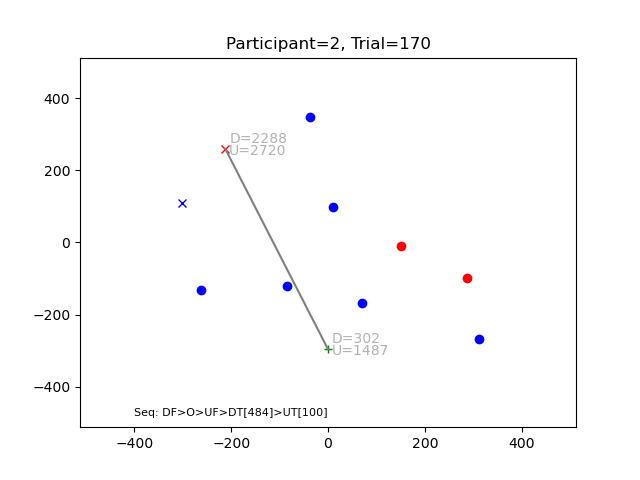 Participant=2, Trial=170
400
200
0
−200
−400
D=2288
U=2720
D=302
U=1487
Seq: DF>O>UF>DT[484]>UT[100]
−400 −200 0 200 400